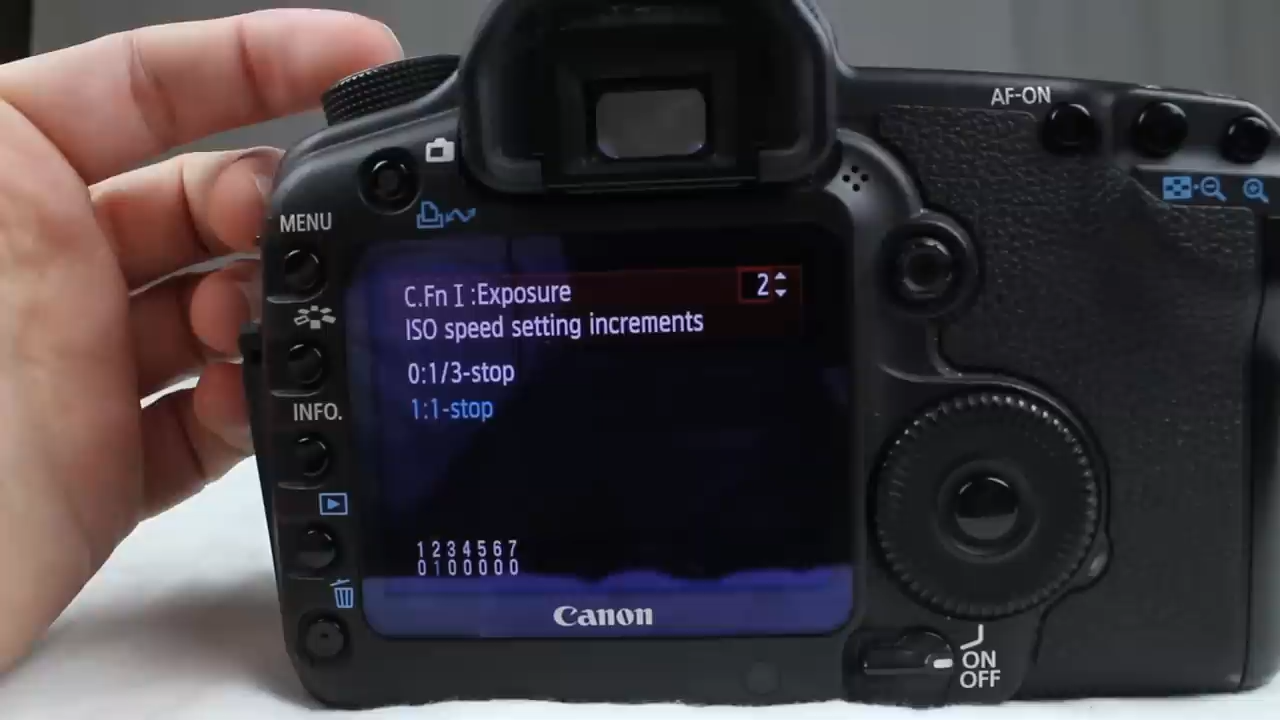 AF-ON
MENU
C.Fn I :Exposure 2
ISO speed setting increments
0:1/3-stop
1:1-stop
INFO.
1 2 3 4 5 6 7
0 1 0 0 0 0 0
Canon
ON
OFF